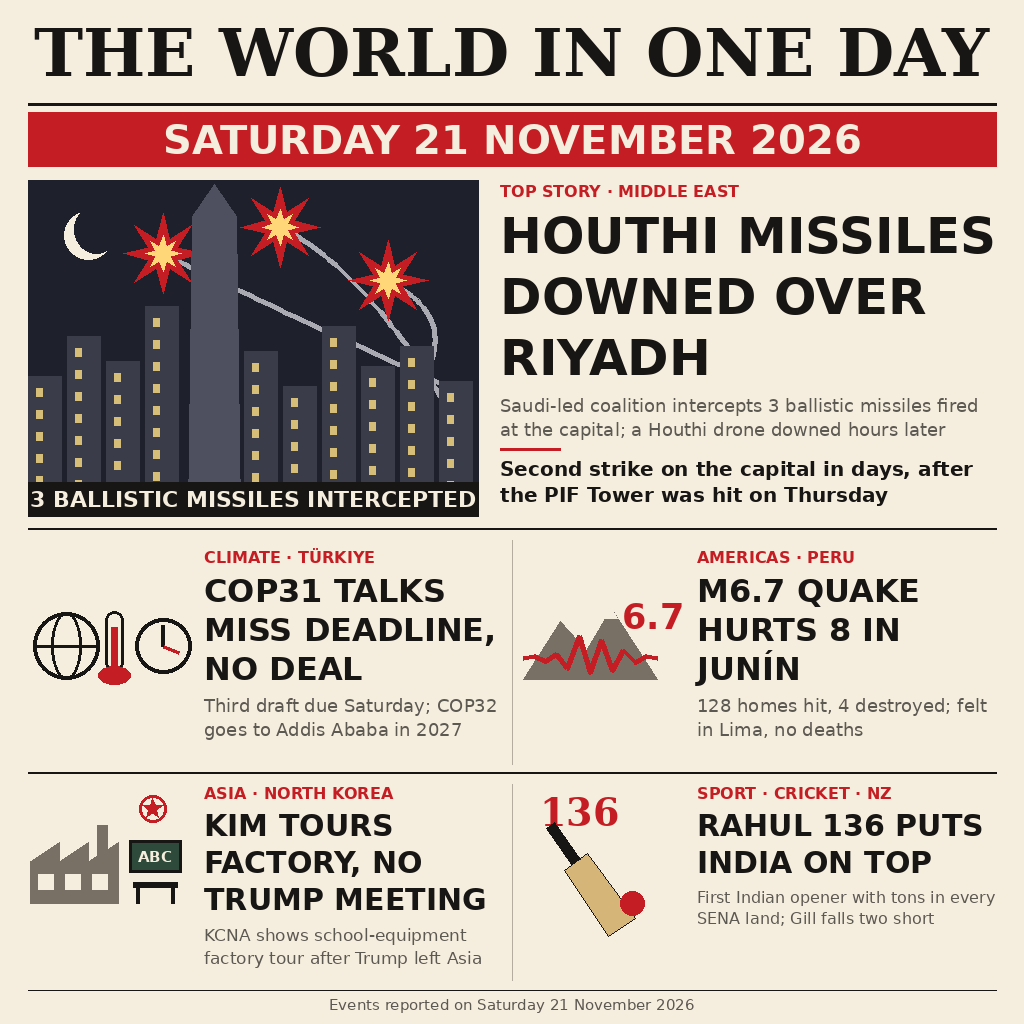 THE WORLD IN ONE DAY
SATURDAY 21 NOVEMBER 2026
3 BALLISTIC MISSILES INTERCEPTED
TOP STORY · MIDDLE EAST
HOUTHI MISSILES
DOWNED OVER
RIYADH
Saudi-led coalition intercepts 3 ballistic missiles fired
at the capital; a Houthi drone downed hours later
Second strike on the capital in days, after
the PIF Tower was hit on Thursday
CLIMATE · TÜRKIYE
COP31 TALKS
MISS DEADLINE,
NO DEAL
Third draft due Saturday; COP32
goes to Addis Ababa in 2027
6.7
AMERICAS · PERU
M6.7 QUAKE
HURTS 8 IN
JUNÍN
128 homes hit, 4 destroyed; felt
in Lima, no deaths
ABC
ASIA · NORTH KOREA
KIM TOURS
FACTORY, NO
TRUMP MEETING
KCNA shows school-equipment
factory tour after Trump left Asia
136
SPORT · CRICKET · NZ
RAHUL 136 PUTS
INDIA ON TOP
First Indian opener with tons in every
SENA land; Gill falls two short
Events reported on Saturday 21 November 2026